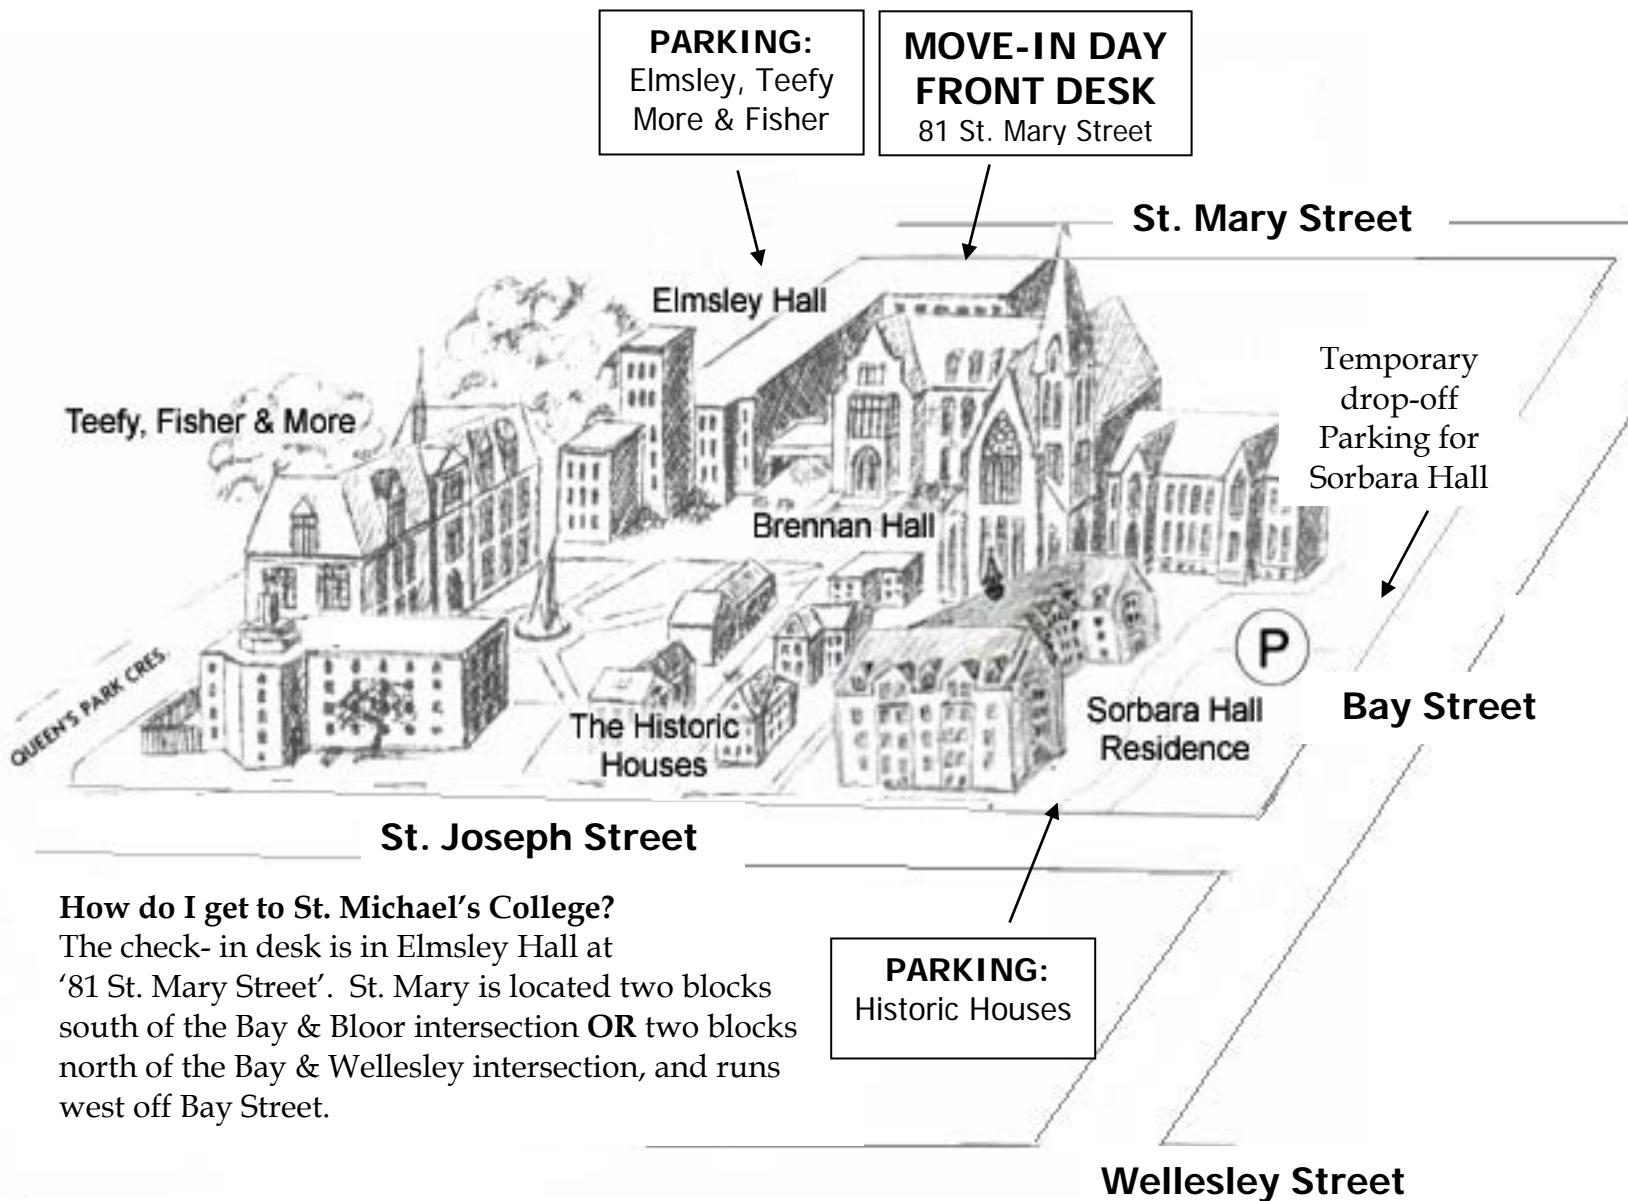 PARKING:
Elmsley, Teefy
More & Fisher
MOVE-IN DAY
FRONT DESK
81 St. Mary Street
St. Mary Street
Elmsley Hall
Temporary
drop-off
Parking for
Sorbara Hall
Teefy, Fisher & More
Brennan Hall
P
QUEEN'S PARK CRES.
Sorbara Hall
Residence
Bay Street
The Historic
Houses
St. Joseph Street
How do I get to St. Michael’s College?
The check- in desk is in Elmsley Hall at
‘81 St. Mary Street’.  St. Mary is located two blocks
south of the Bay & Bloor intersection OR two blocks
north of the Bay & Wellesley intersection, and runs
west off Bay Street.
PARKING:
Historic Houses
Wellesley Street